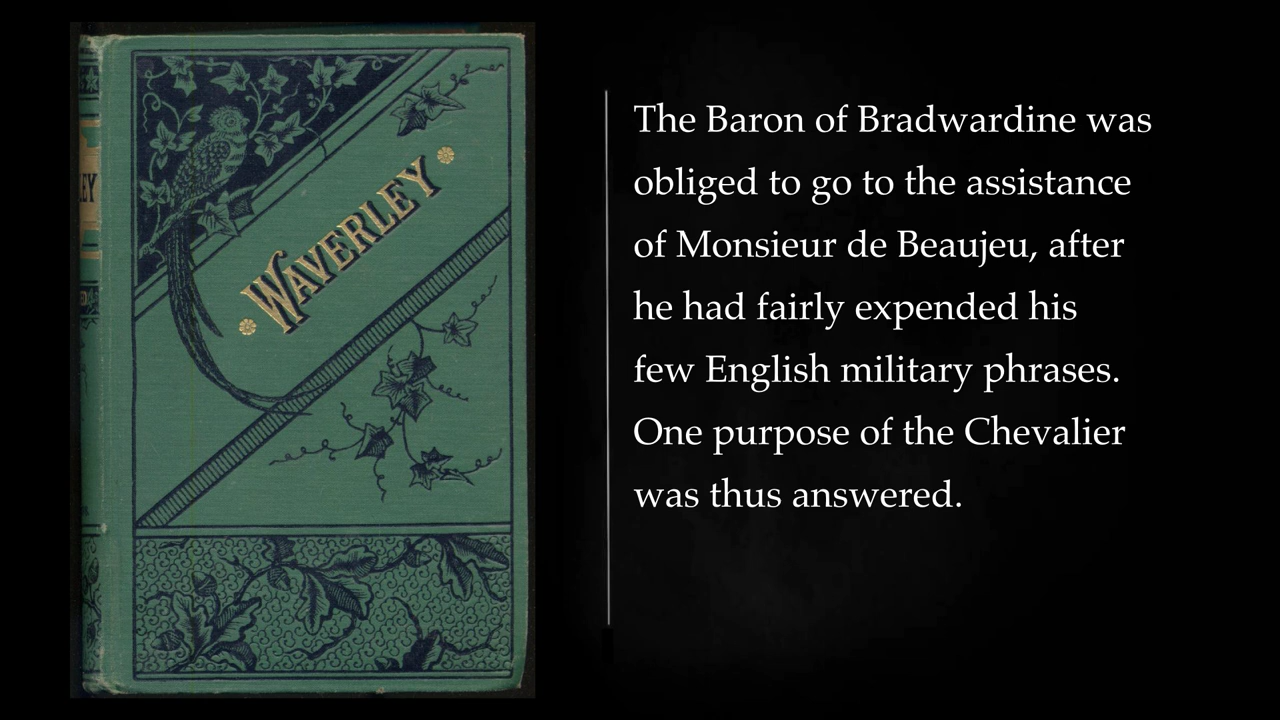 WAVERLEY
EY
The Baron of Bradwardine was
obliged to go to the assistance
of Monsieur de Beaujeu, after
he had fairly expended his
few English military phrases.
One purpose of the Chevalier
was thus answered.